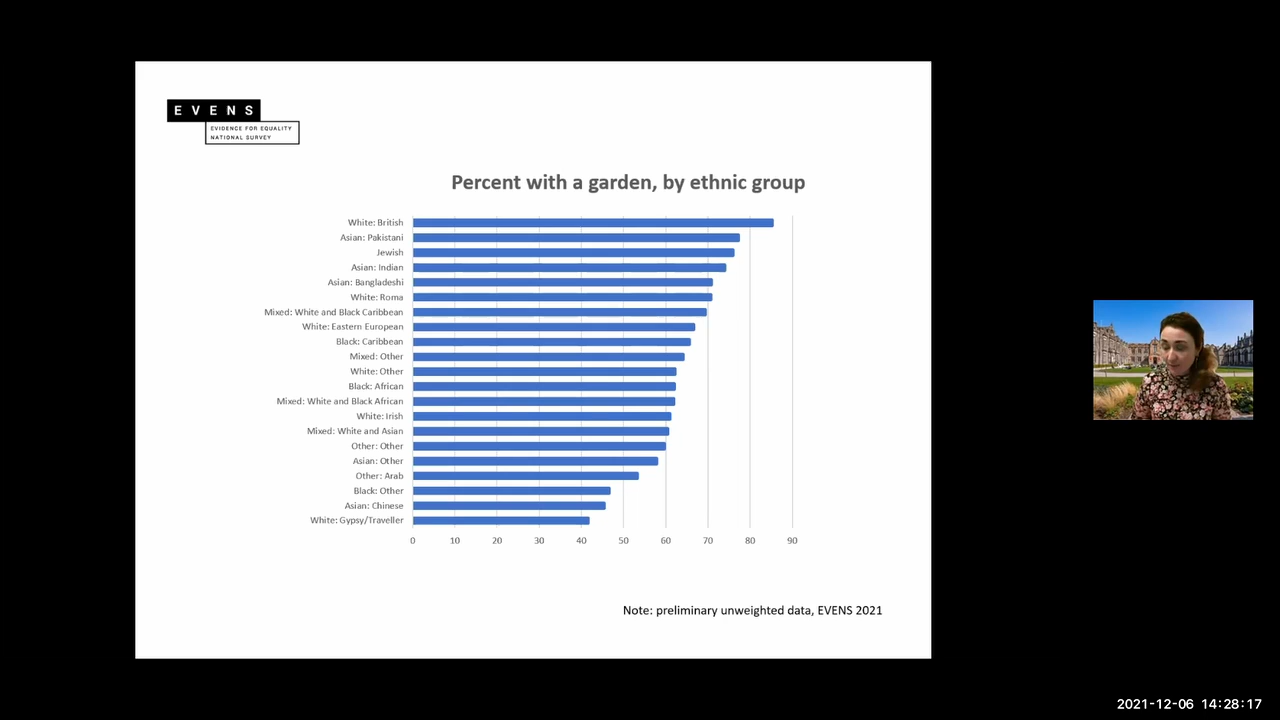 EVENS
EVIDENCE FOR EQUALITY
NATIONAL SURVEY
Percent with a garden, by ethnic group
White: British
Asian: Pakistani
Jewish
Asian: Indian
Asian: Bangladeshi
White: Roma
Mixed: White and Black Caribbean
White: Eastern European
Black: Caribbean
Mixed: Other
White: Other
Black: African
Mixed: White and Black African
White: Irish
Mixed: White and Asian
Other: Other
Asian: Other
Other: Arab
Black: Other
Asian: Chinese
White: Gypsy/Traveller
0 10 20 30 40 50 60 70 80 90
Note: preliminary unweighted data, EVENS 2021
2021-12-06 14:28:17